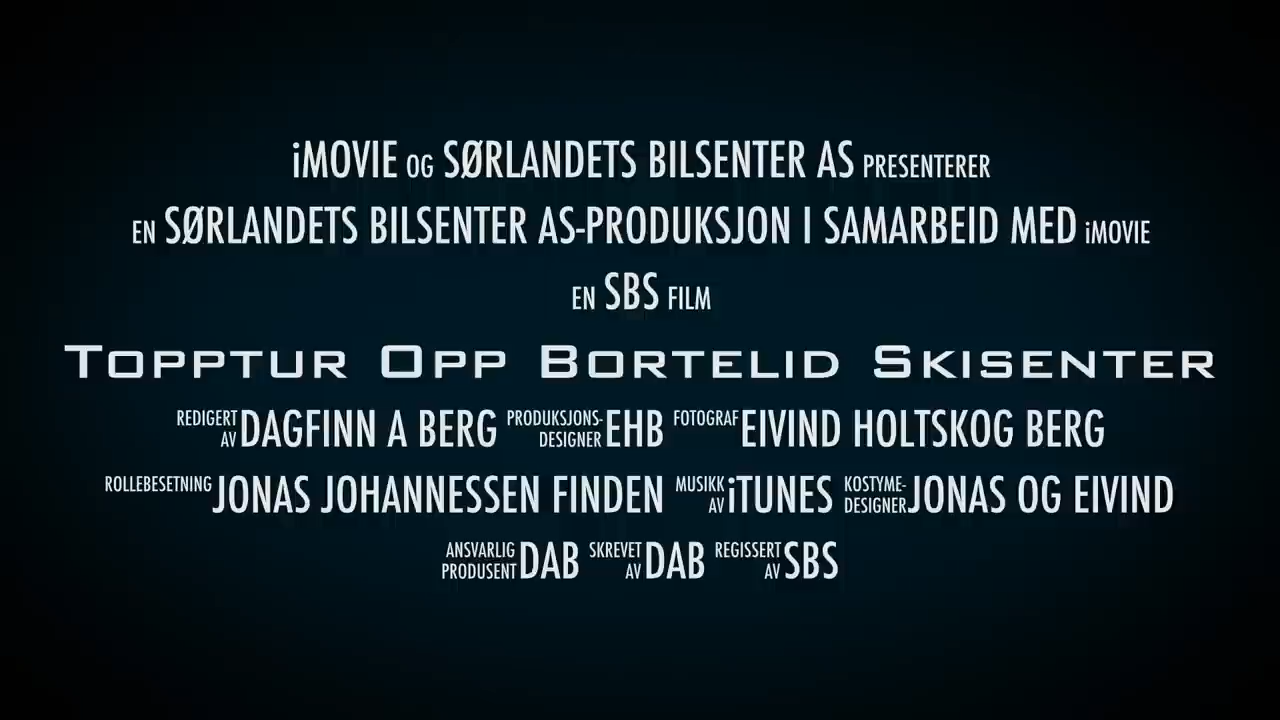 iMOVIE OG SØRLANDETS BILSENTER AS PRESENTERER
EN SØRLANDETS BILSENTER AS-PRODUKSJON I SAMARBEID MED iMOVIE
EN SBS FILM
TOPPTUR OPP BORTELID SKISENTER
REDIGERT AV DAGFINN A BERG PRODUKSJONS-DESIGNER EHB FOTOGRAF EIVIND HOLTSKOG BERG
ROLLEBESETNING JONAS JOHANNESSEN FINDEN MUSIKK AV iTUNES KOSTYME-DESIGNER JONAS OG EIVIND
ANSVARLIG PRODUSENT DAB SKREVET AV DAB REGISSERT AV SBS